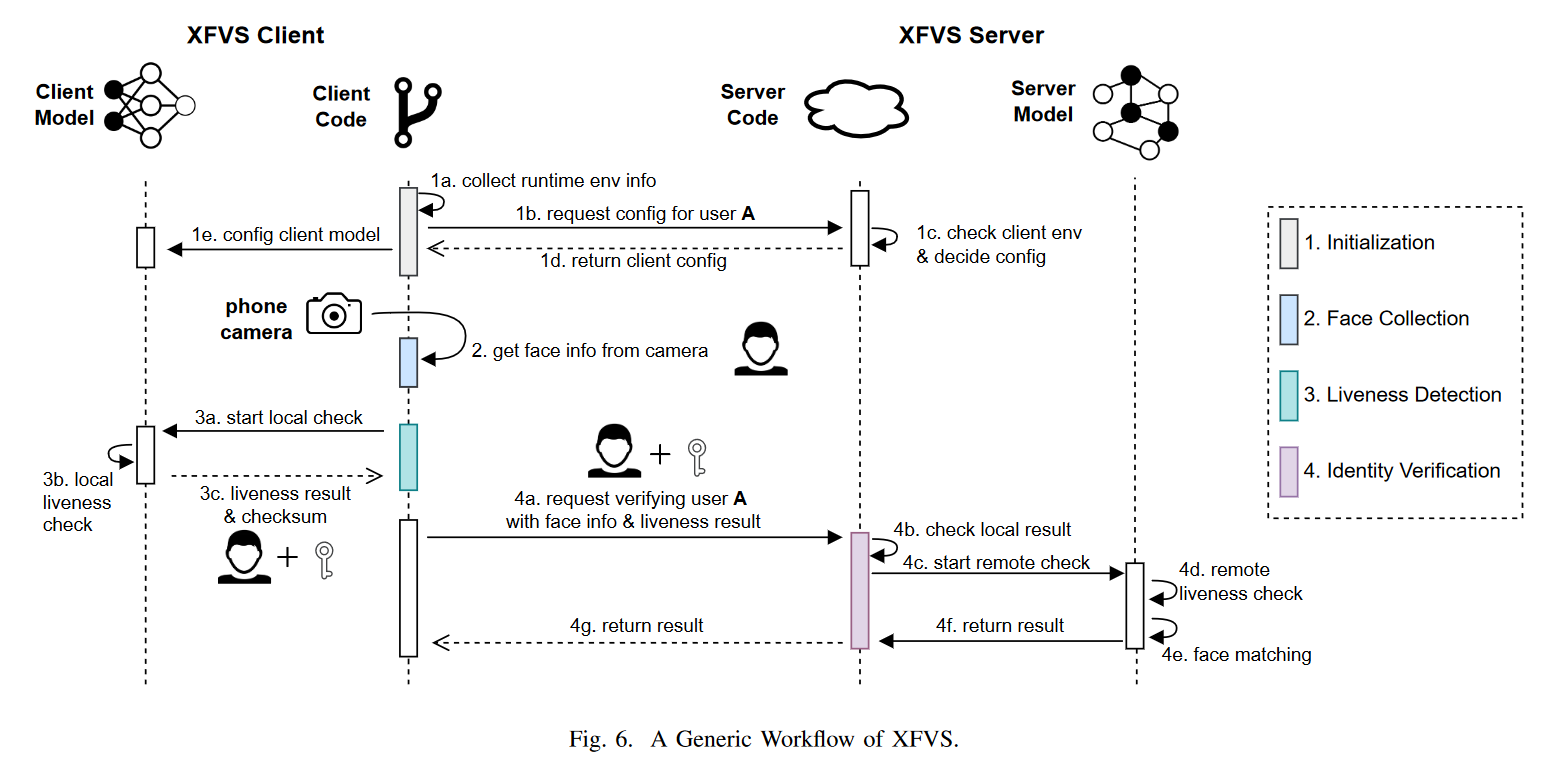 XFVS Client
XFVS Server
Client
Model
Client
Code
Server
Code
Server
Model
1a. collect runtime env info
1b. request config for user A
1c. check client env
& decide config
1d. return client config
1e. config client model
phone
camera
2. get face info from camera
3a. start local check
3b. local
liveness
check
3c. liveness result
& checksum
4a. request verifying user A
with face info & liveness result
4b. check local result
4c. start remote check
4d. remote
liveness check
4e. face matching
4f. return result
4g. return result
1. Initialization
2. Face Collection
3. Liveness Detection
4. Identity Verification
Fig. 6. A Generic Workflow of XFVS.